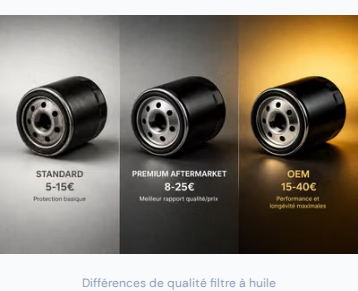 STANDARD
5-15€
Protection basique
PREMIUM AFTERMARKET
8-25€
Meilleur rapport qualité/prix
OEM
15-40€
Performance et
longévité maximales
Différences de qualité filtre à huile